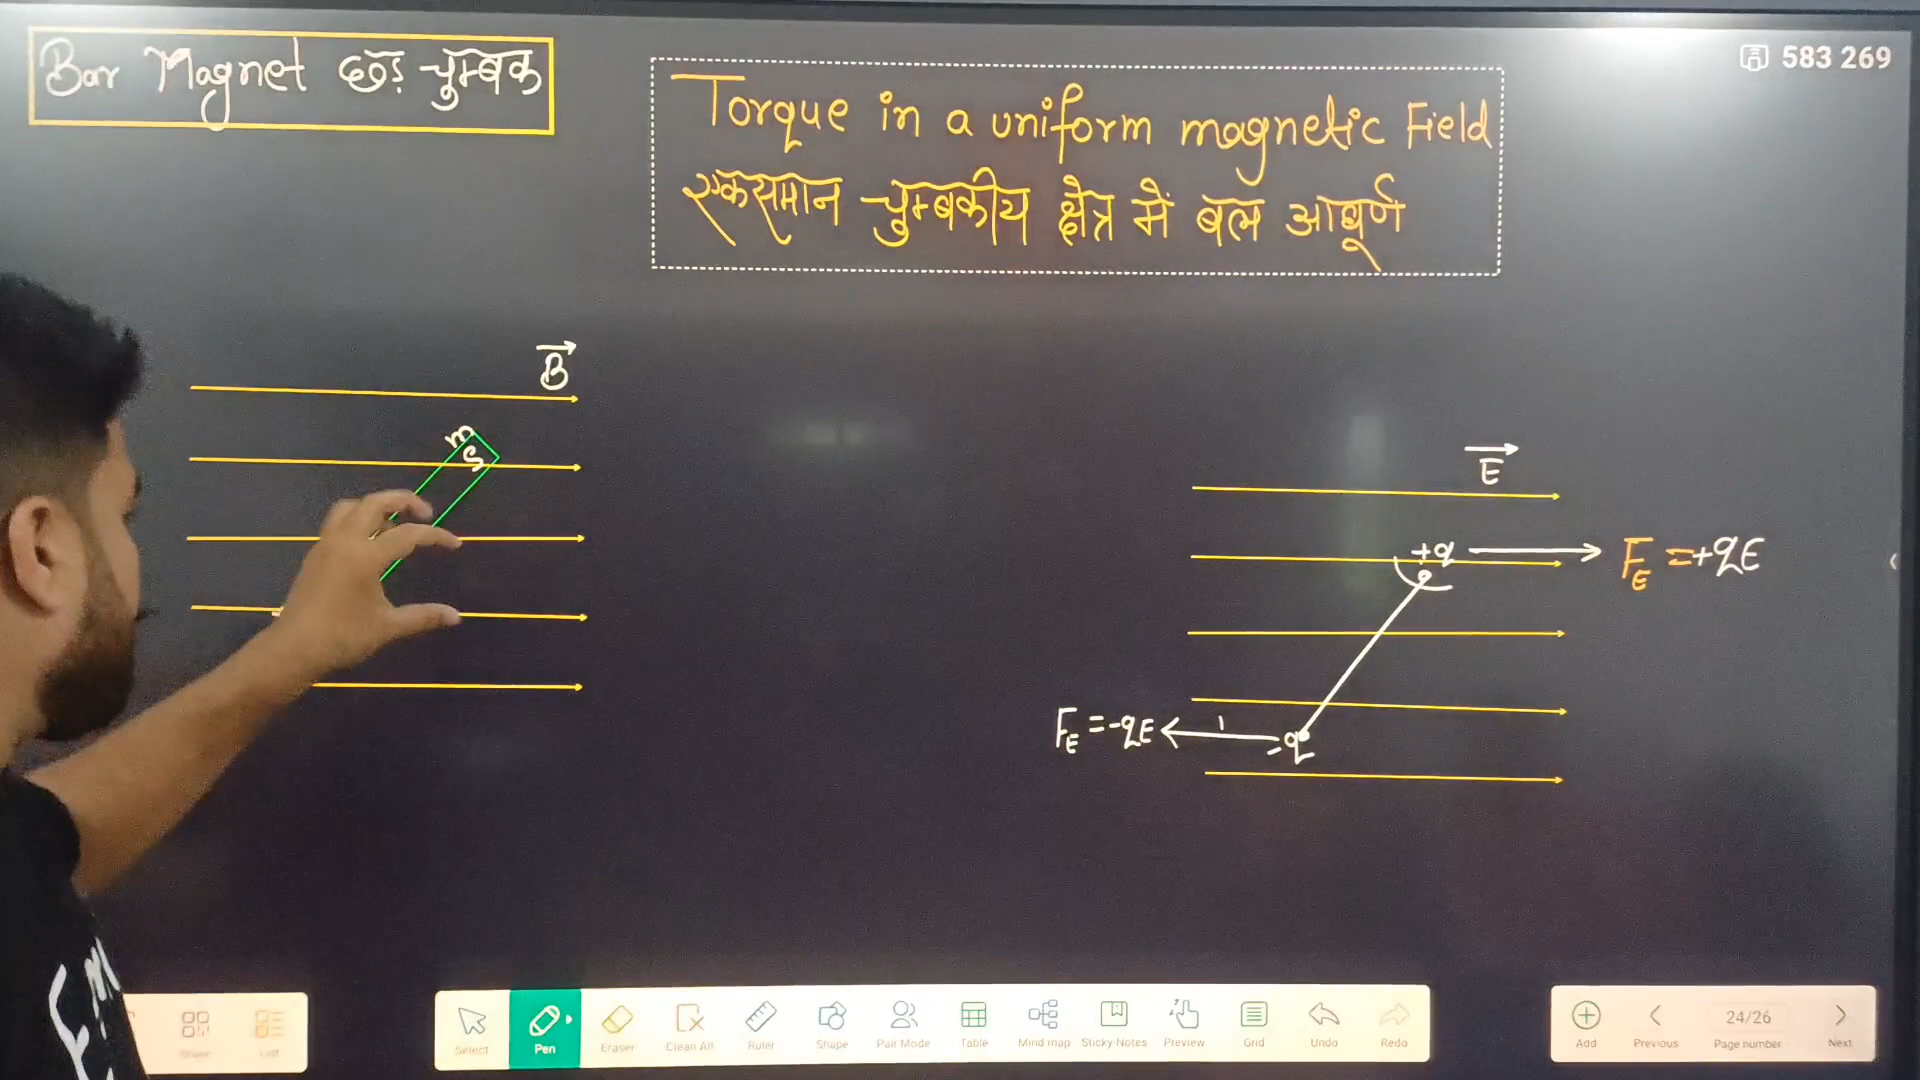 Bar Magnet छड़ चुम्बक
583 269
Torque in a uniform magnetic Field
एकसमान चुम्बकीय क्षेत्र में बल आघूर्ण
B
m
S
E
+q
F_E = +qE
F_E = -qE
-q
Select
Pen
Eraser
Clean All
Ruler
Shape
Pair Mode
Table
Mind map
Sticky Notes
Preview
Grid
Undo
Redo
Add
Previous
24/26
Page number
Next